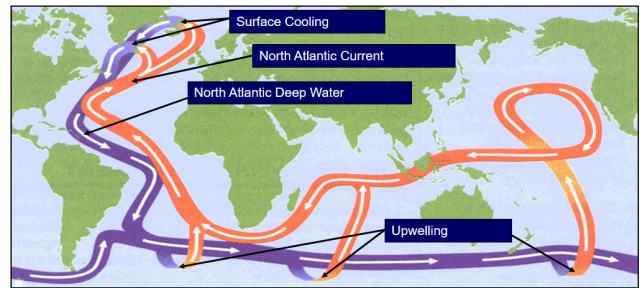 Surface Cooling
North Atlantic Current
North Atlantic Deep Water
Upwelling